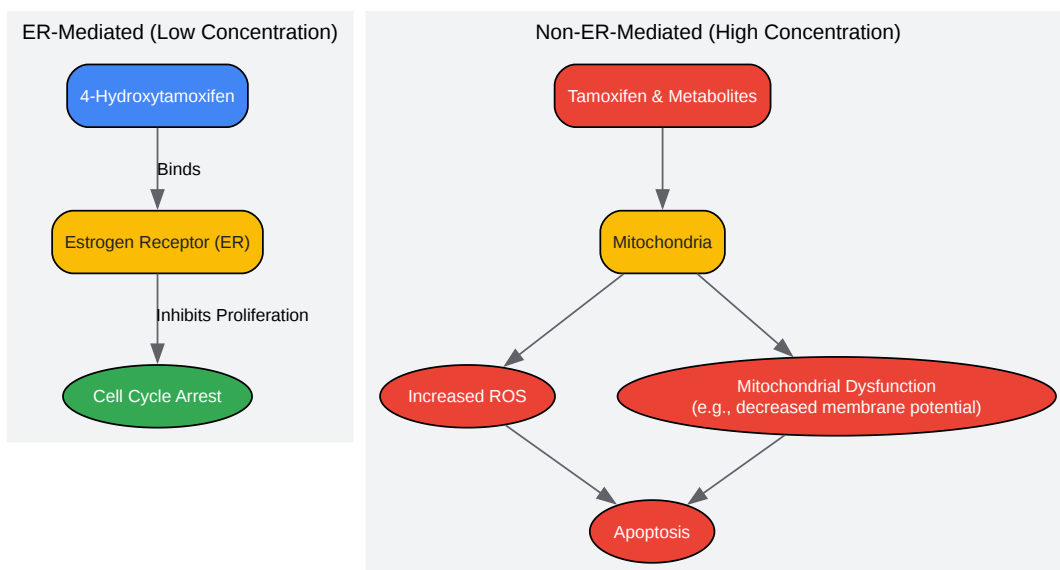 ER-Mediated (Low Concentration)
4-Hydroxytamoxifen
Binds
Estrogen Receptor (ER)
Inhibits Proliferation
Cell Cycle Arrest
Non-ER-Mediated (High Concentration)
Tamoxifen & Metabolites
Mitochondria
Increased ROS
Mitochondrial Dysfunction
(e.g., decreased membrane potential)
Apoptosis